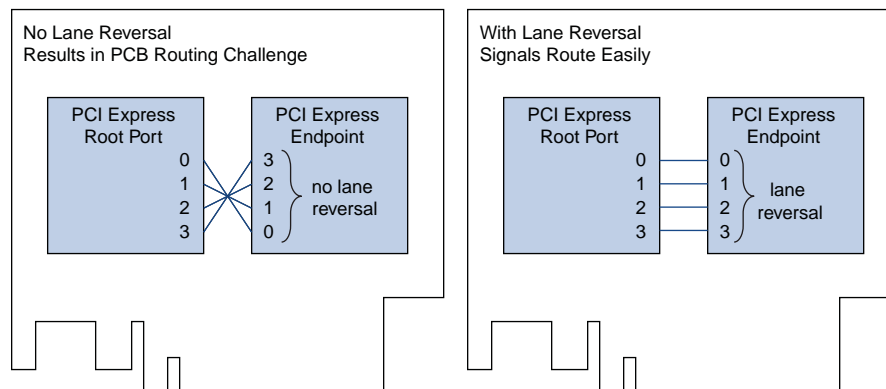 No Lane Reversal
Results in PCB Routing Challenge
PCI Express
Root Port
0
1
2
3
PCI Express
Endpoint
3
2
1
0
no lane
reversal
With Lane Reversal
Signals Route Easily
PCI Express
Root Port
0
1
2
3
PCI Express
Endpoint
0
1
2
3
lane
reversal